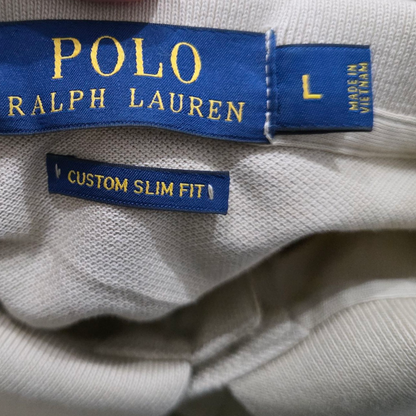 POLO
RALPH LAUREN
L
MADE IN
VIETNAM
CUSTOM SLIM FIT